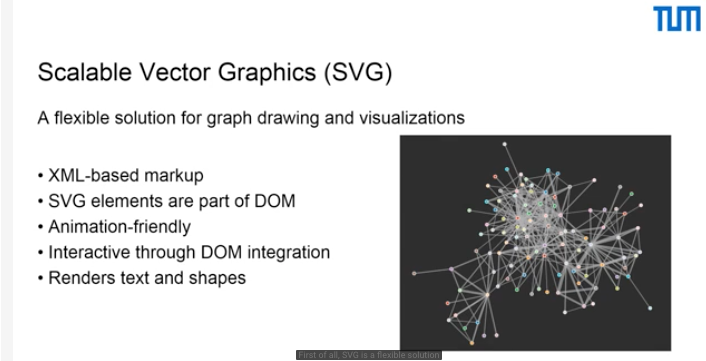 TUM
Scalable Vector Graphics (SVG)
A flexible solution for graph drawing and visualizations
• XML-based markup
• SVG elements are part of DOM
• Animation-friendly
• Interactive through DOM integration
• Renders text and shapes
First of all, SVG is a flexible solution